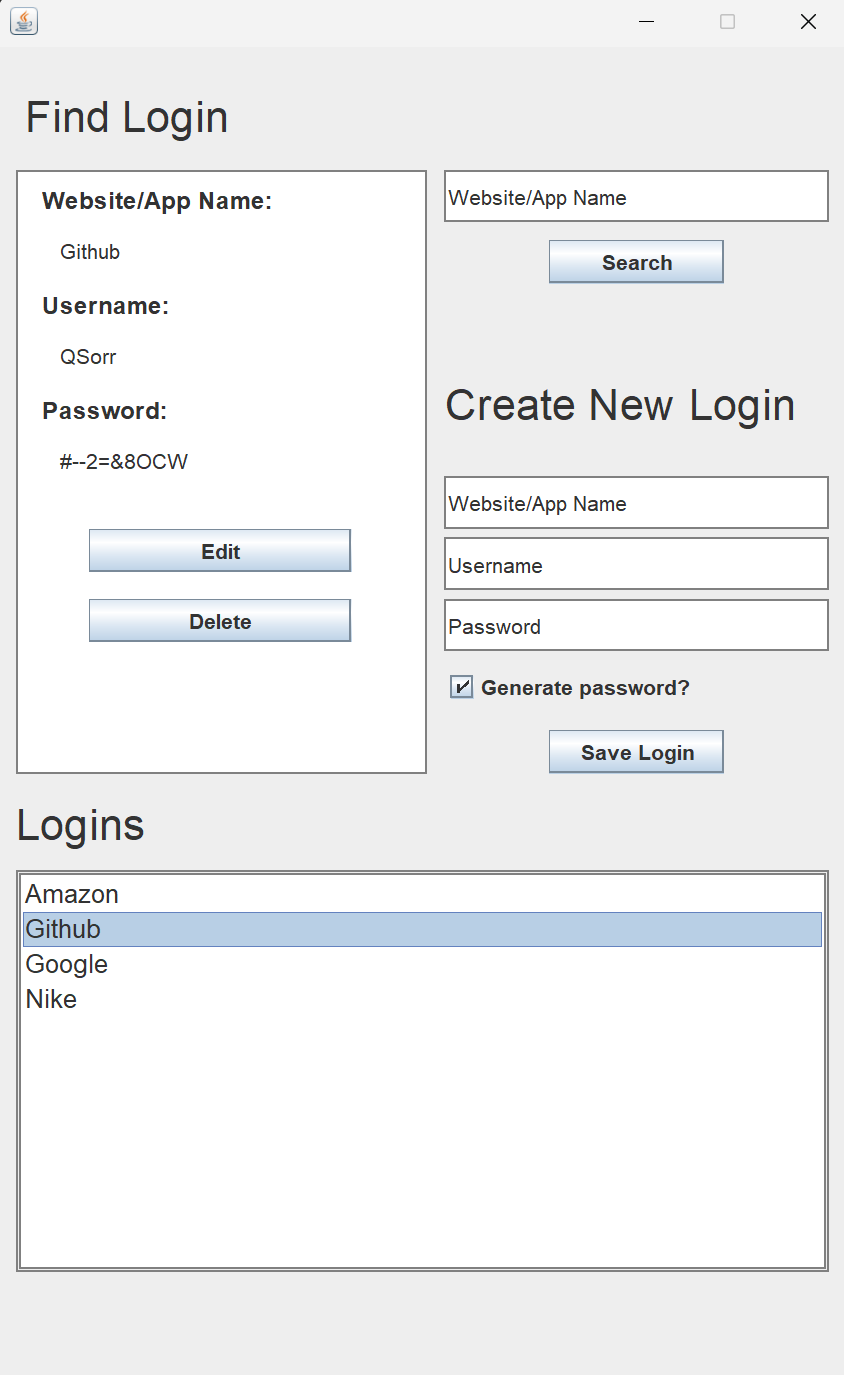 Find Login
Website/App Name:
Github
Username:
QSorr
Password:
#--2=&8OCW
Edit
Delete
Website/App Name
Search
Create New Login
Website/App Name
Username
Password
Generate password?
Save Login
Logins
Amazon
Github
Google
Nike